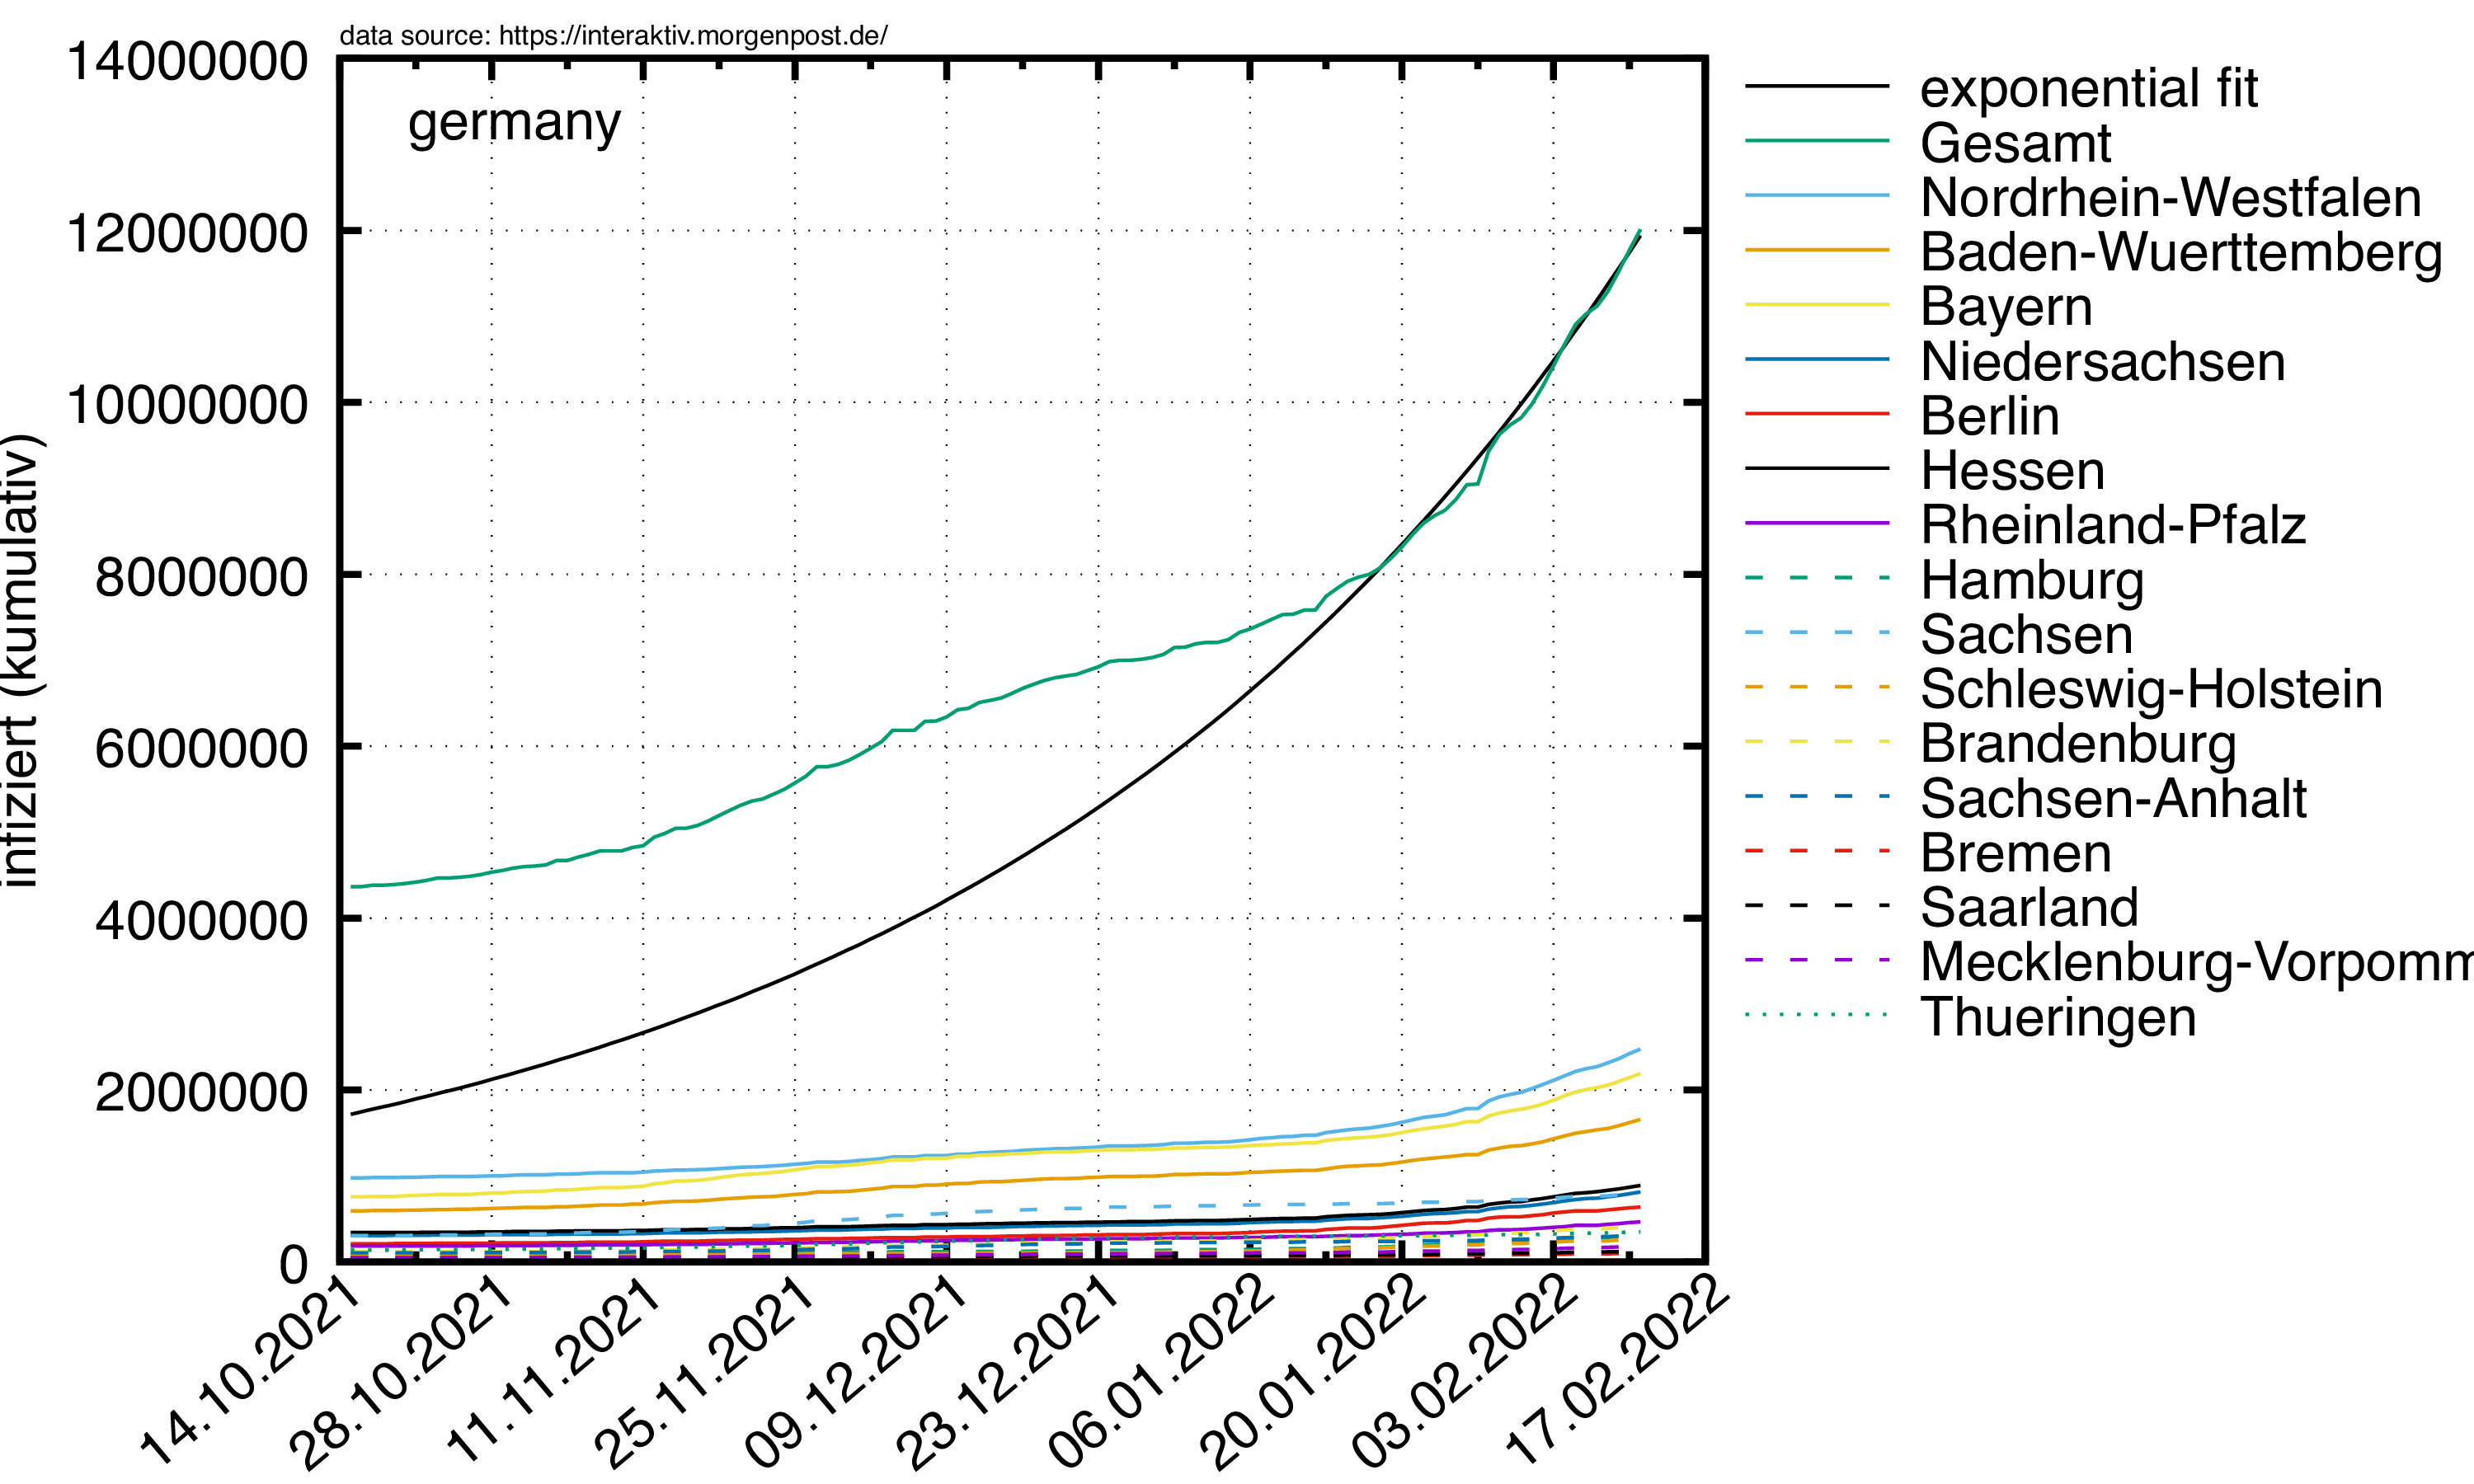 data source: https://interaktiv.morgenpost.de/
germany
infiziert (kumulativ)
14000000
12000000
10000000
8000000
6000000
4000000
2000000
0
14.10.2021
28.10.2021
11.11.2021
25.11.2021
09.12.2021
23.12.2021
06.01.2022
20.01.2022
03.02.2022
17.02.2022
exponential fit
Gesamt
Nordrhein-Westfalen
Baden-Wuerttemberg
Bayern
Niedersachsen
Berlin
Hessen
Rheinland-Pfalz
Hamburg
Sachsen
Schleswig-Holstein
Brandenburg
Sachsen-Anhalt
Bremen
Saarland
Mecklenburg-Vorpomm
Thueringen